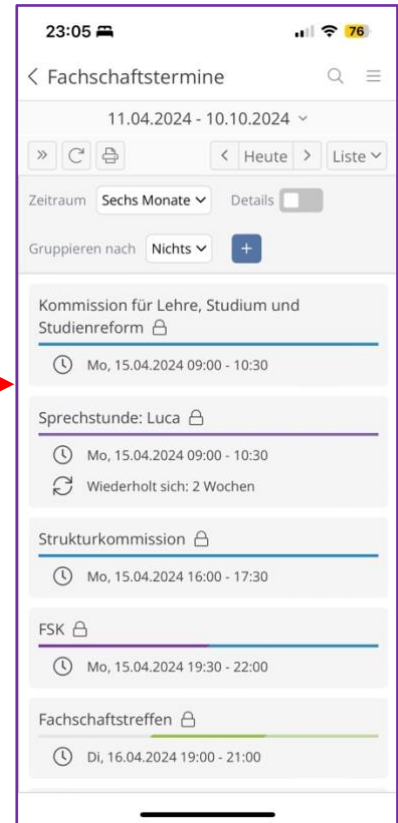 23:05
76
Fachschaftstermine
11.04.2024 - 10.10.2024
Heute
Liste
Zeitraum Sechs Monate Details
Gruppieren nach Nichts +
Kommission für Lehre, Studium und
Studienreform
Mo, 15.04.2024 09:00 - 10:30
Sprechstunde: Luca
Mo, 15.04.2024 09:00 - 10:30
Wiederholt sich: 2 Wochen
Strukturkommission
Mo, 15.04.2024 16:00 - 17:30
FSK
Mo, 15.04.2024 19:30 - 22:00
Fachschaftstreffen
Di, 16.04.2024 19:00 - 21:00